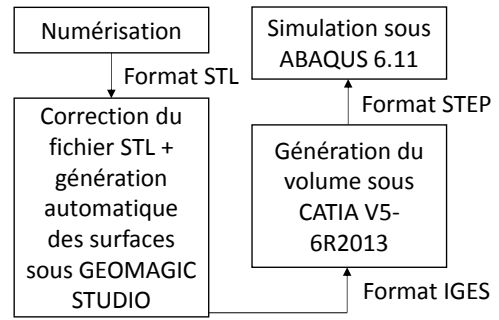 Numérisation
Format STL
Correction du
fichier STL +
génération
automatique
des surfaces
sous GEOMAGIC
STUDIO
Format IGES
Génération du
volume sous
CATIA V5-
6R2013
Format STEP
Simulation sous
ABAQUS 6.11